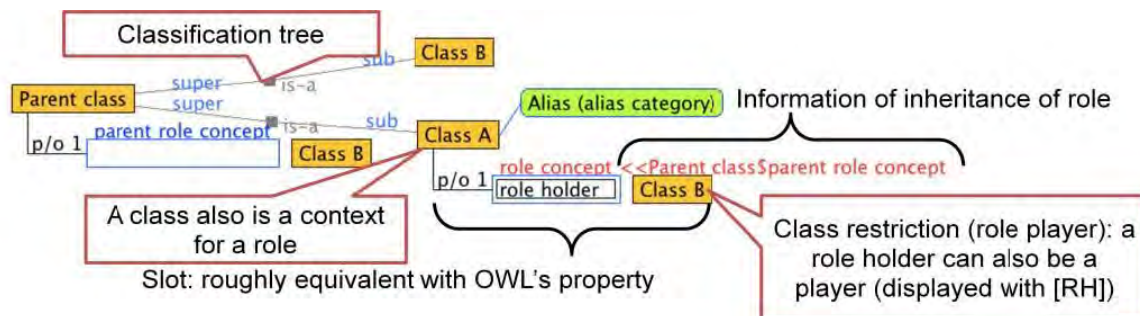 Classification tree
Class B
sub
super
is-a
Parent class
super
is-a
sub
Alias (alias category)
Information of inheritance of role
parent role concept
p/o 1
Class B
Class A
role concept <<Parent class$parent role concept
p/o 1
role holder
Class B
A class also is a context
for a role
Class restriction (role player): a
role holder can also be a
player (displayed with [RH])
Slot: roughly equivalent with OWL's property